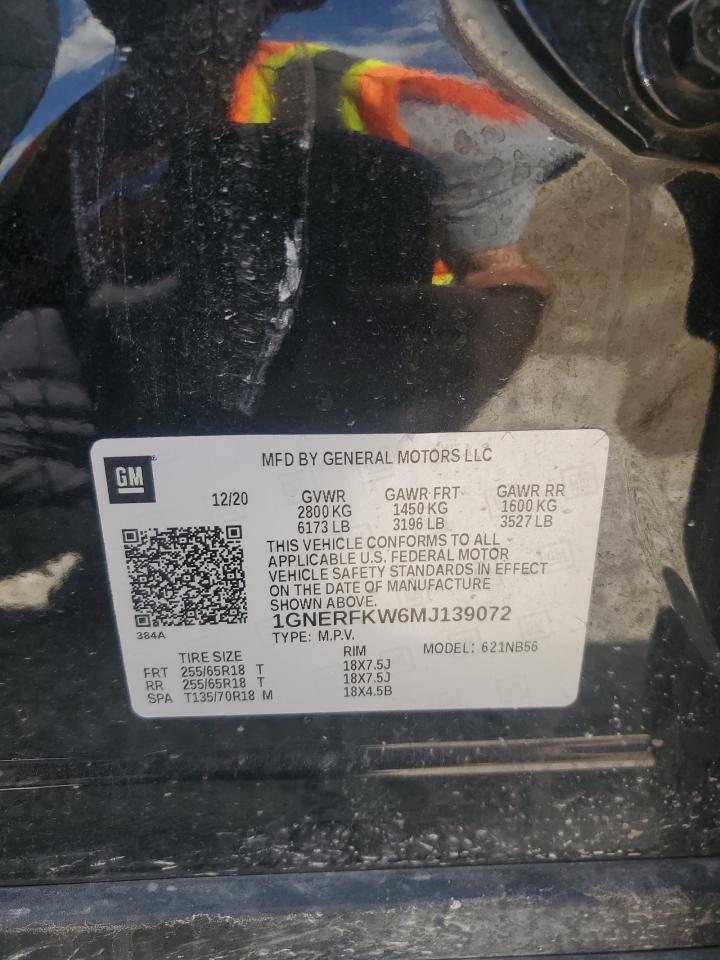 GM
MFD BY GENERAL MOTORS LLC
12/20
GVWR GAWR FRT GAWR RR
2800 KG 1450 KG 1600 KG
6173 LB 3196 LB 3527 LB
THIS VEHICLE CONFORMS TO ALL
APPLICABLE U.S. FEDERAL MOTOR
VEHICLE SAFETY STANDARDS IN EFFECT
ON THE DATE OF MANUFACTURE
SHOWN ABOVE.
1GNERFKW6MJ139072
384A
TYPE: M.P.V. MODEL: 621NB56
TIRE SIZE RIM
FRT 255/65R18 T 18X7.5J
RR 255/65R18 T 18X7.5J
SPA T135/70R18 M 18X4.5B